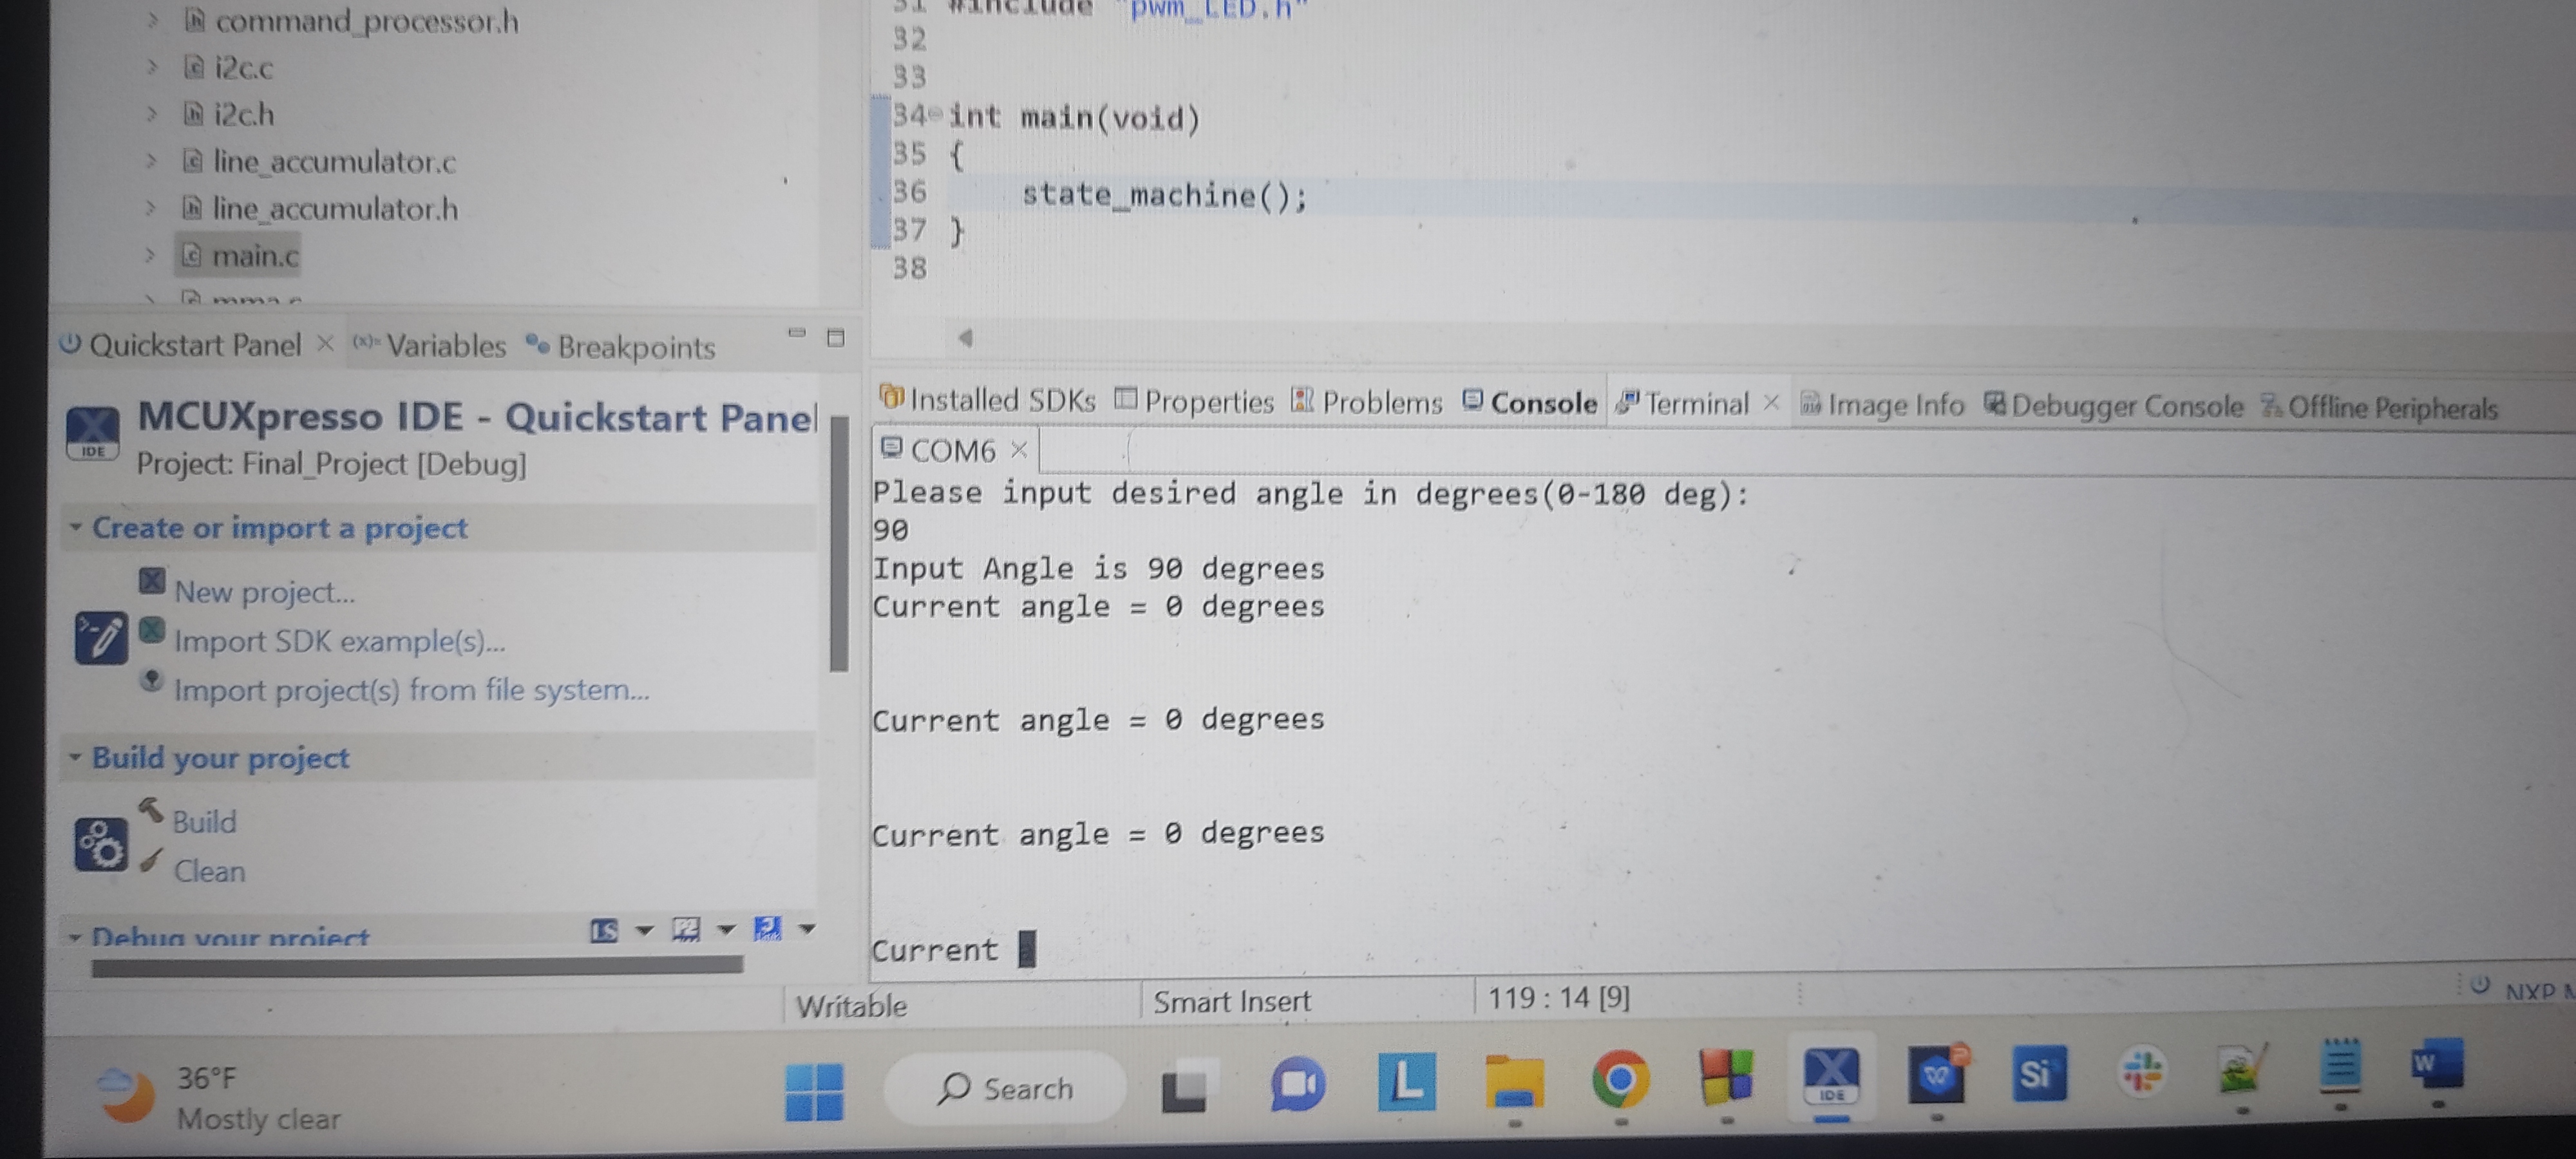 command_processor.h
i2c.c
i2c.h
line_accumulator.c
line_accumulator.h
main.c
31 #include "pwm_LED.h"
32
33
34 int main(void)
35 {
36 state_machine();
37 }
38
Quickstart Panel (x)= Variables Breakpoints
IDE
MCUXpresso IDE - Quickstart Panel
Project: Final_Project [Debug]
Create or import a project
New project...
Import SDK example(s)...
Import project(s) from file system...
Build your project
Build
Clean
Debug your project
LS
Installed SDKs Properties Problems Console Terminal Image Info Debugger Console Offline Peripherals
COM6
Please input desired angle in degrees(0-180 deg):
90
Input Angle is 90 degrees
Current angle = 0 degrees
Current angle = 0 degrees
Current angle = 0 degrees
Current
Writable Smart Insert 119 : 14 [9] NXP
36°F
Mostly clear
Search
L
IDE
Si
W